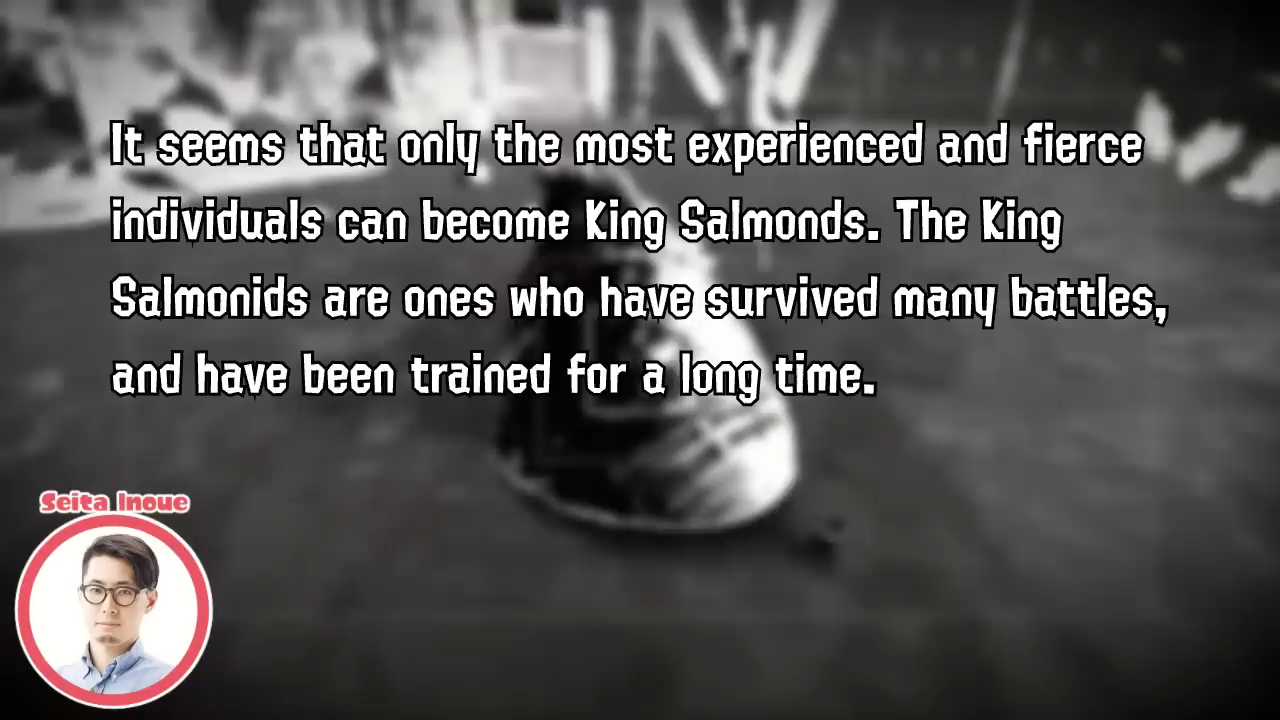 It seems that only the most experienced and fierce
individuals can become King Salmonds. The King
Salmonids are ones who have survived many battles,
and have been trained for a long time.
Seita Inoue